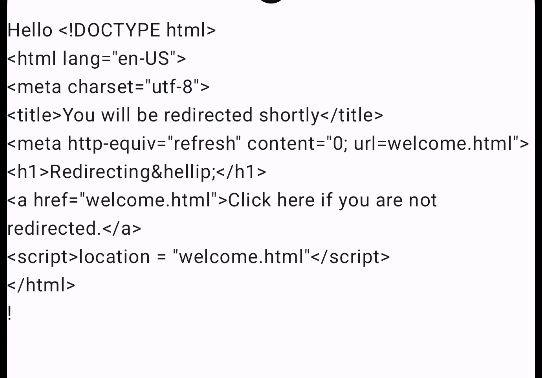 Hello <!DOCTYPE html>
<html lang="en-US">
<meta charset="utf-8">
<title>You will be redirected shortly</title>
<meta http-equiv="refresh" content="0; url=welcome.html">
<h1>Redirecting&hellip;</h1>
<a href="welcome.html">Click here if you are not
redirected.</a>
<script>location = "welcome.html"</script>
</html>
!